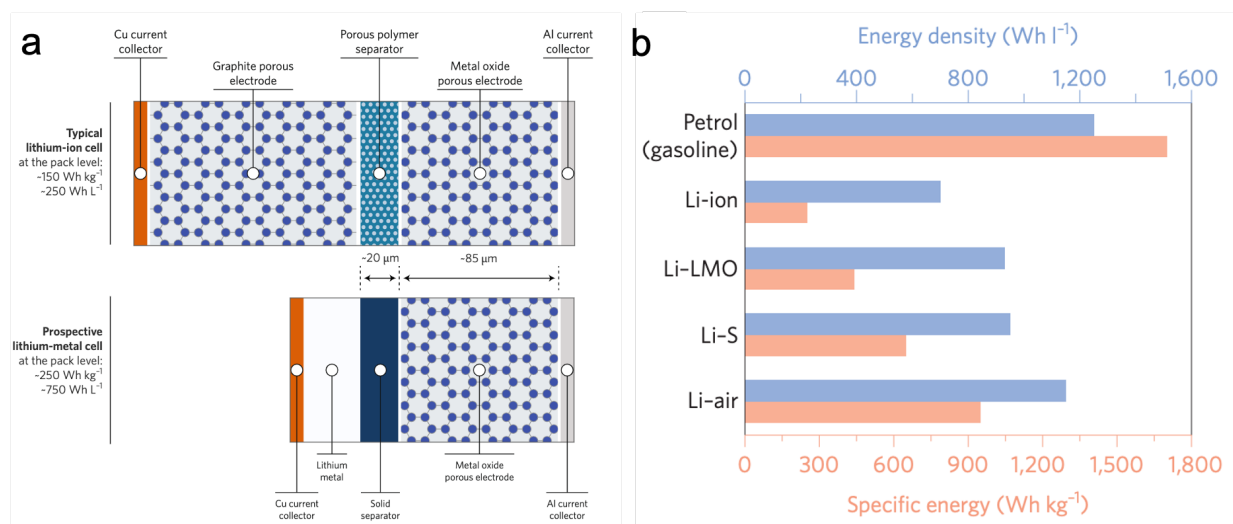 a
Cu current
collector
Graphite porous
electrode
Porous polymer
separator
Metal oxide
porous electrode
Al current
collector
Typical
lithium-ion cell
at the pack level:
~150 Wh kg⁻¹
~250 Wh L⁻¹
~20 μm
~85 μm
Prospective
lithium-metal cell
at the pack level:
~250 Wh kg⁻¹
~750 Wh L⁻¹
Lithium
metal
Metal oxide
porous electrode
Cu current
collector
Solid
separator
Al current
collector
b
Energy density (Wh l⁻¹)
0 400 800 1,200 1,600
Petrol
(gasoline)
Li-ion
Li–LMO
Li–S
Li–air
0 300 600 900 1,200 1,500 1,800
Specific energy (Wh kg⁻¹)